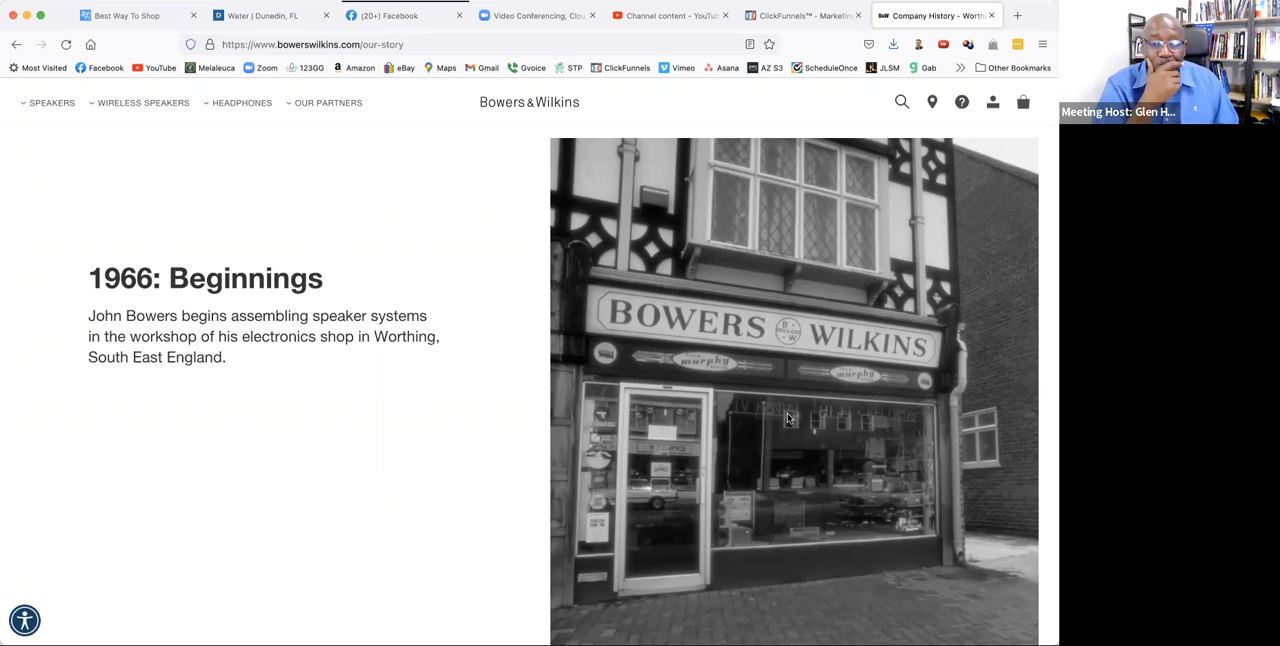 Best Way To Shop
Water | Dunedin, FL
(20+) Facebook
Video Conferencing, Clou
Channel content - YouTu
ClickFunnels™ - Marketin
B&W Company History - Worth
https://www.bowerswilkins.com/our-story
Most Visited Facebook YouTube Melaleuca Zoom 123GG Amazon eBay Maps Gmail Gvoice STP ClickFunnels Vimeo Asana AZ S3 ScheduleOnce JLSM Gab Other Bookmarks
Meeting Host: Glen H...
SPEAKERS WIRELESS SPEAKERS HEADPHONES OUR PARTNERS
Bowers & Wilkins
1966: Beginnings
John Bowers begins assembling speaker systems
in the workshop of his electronics shop in Worthing,
South East England.
BOWERS B W WILKINS
murphy murphy